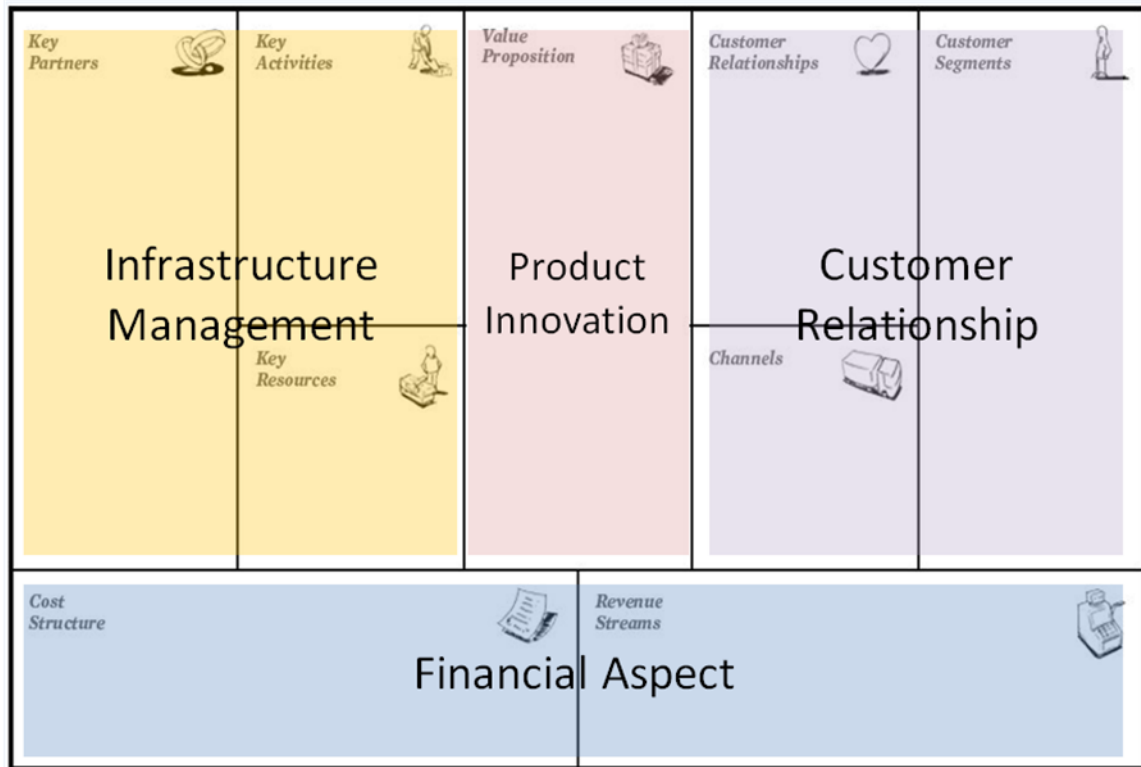 Key
Partners
Key
Activities
Value
Proposition
Customer
Relationships
Customer
Segments
Infrastructure
Management
Product
Innovation
Customer
Relationship
Key
Resources
Channels
Cost
Structure
Revenue
Streams
Financial Aspect